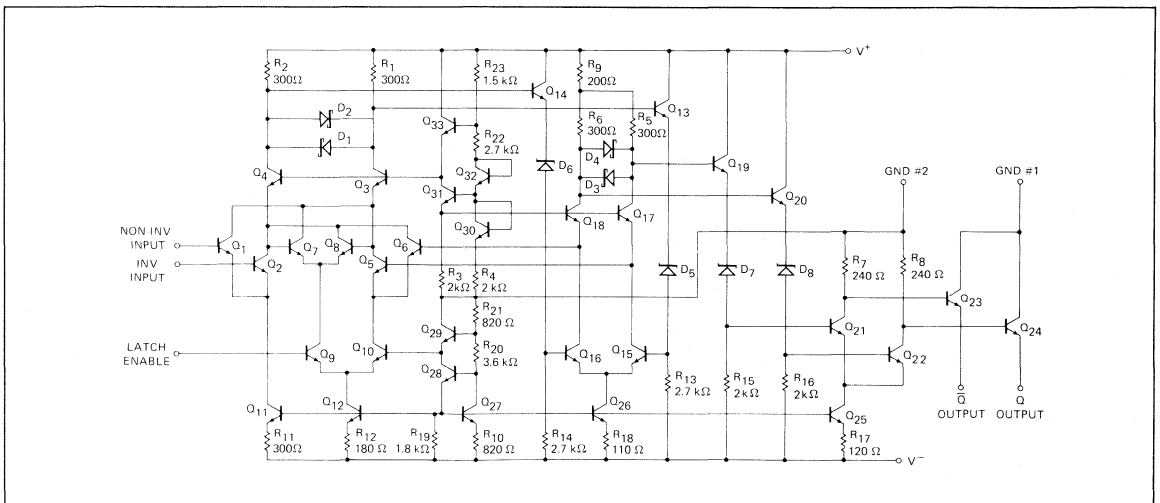 R2
300Ω
R1
300Ω
R23
1.5 kΩ
Q14
R9
200Ω
V+
Q13
D2
D1
Q33
R22
2.7 kΩ
R6
300Ω
R5
300Ω
D4
D3
D6
Q4
Q3
Q31
Q32
Q30
Q18
Q17
Q19
Q20
GND #2
GND #1
NON INV
INPUT
Q1
Q7
Q8
Q6
INV
INPUT
Q2
Q5
R3
2kΩ
R4
2 kΩ
R21
820 Ω
D5
D7
D8
R7
240 Ω
R8
240 Ω
Q23
Q24
Q21
Q22
LATCH
ENABLE
Q9
Q10
Q29
Q28
R20
3.6 kΩ
Q16
Q15
R13
2.7 kΩ
R15
2kΩ
R16
2kΩ
Q
OUTPUT
Q
OUTPUT
Q11
Q12
Q27
Q26
Q25
R11
300Ω
R12
180 Ω
R19
1.8 kΩ
R10
820 Ω
R14
2.7 kΩ
R18
110 Ω
R17
120 Ω
V−